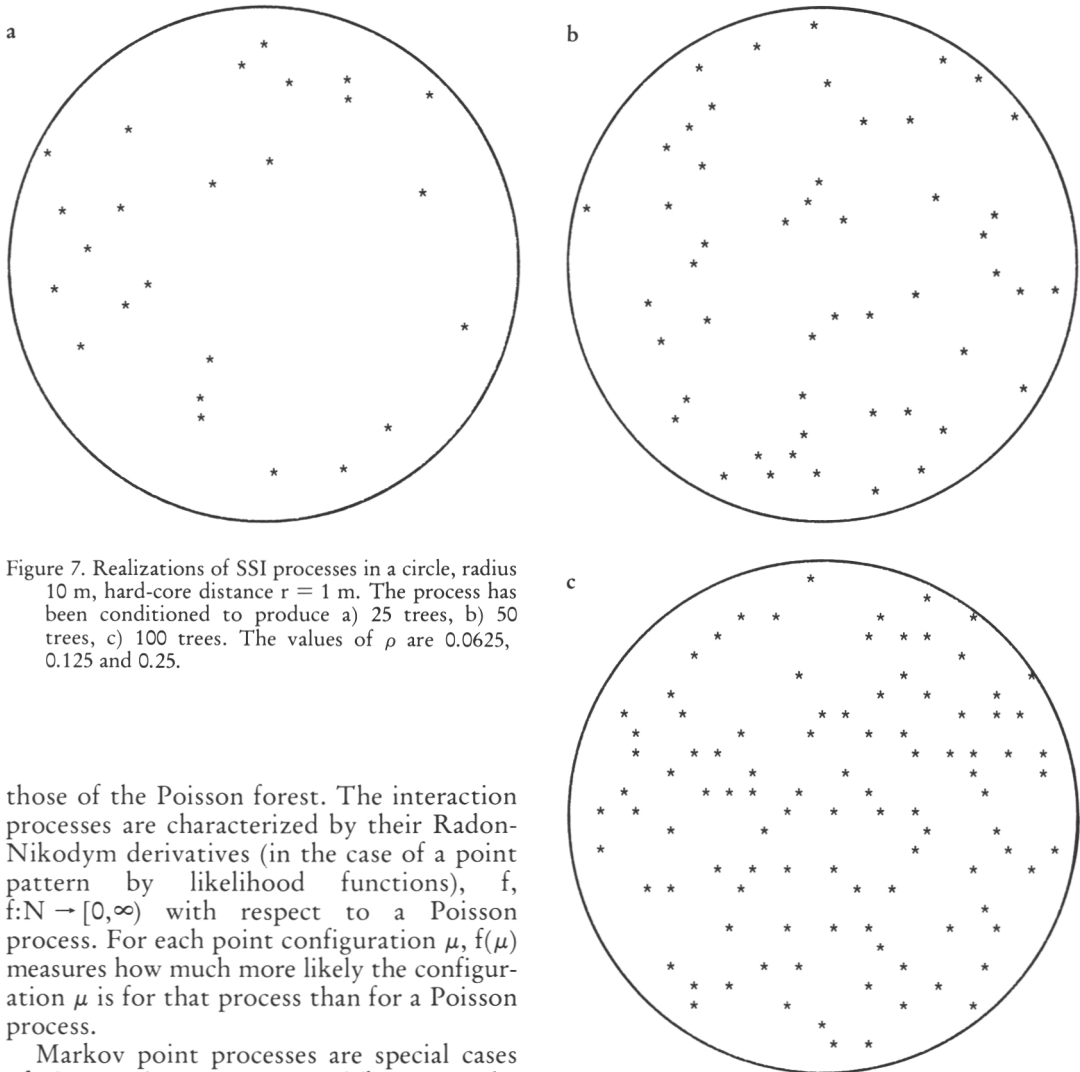 a
b
Figure 7. Realizations of SSI processes in a circle, radius
10 m, hard-core distance r = 1 m. The process has
been conditioned to produce a) 25 trees, b) 50
trees, c) 100 trees. The values of ρ are 0.0625,
0.125 and 0.25.
c
those of the Poisson forest. The interaction
processes are characterized by their Radon-
Nikodym derivatives (in the case of a point
pattern by likelihood functions), f,
f:N → [0,∞) with respect to a Poisson
process. For each point configuration μ, f(μ)
measures how much more likely the configur-
ation μ is for that process than for a Poisson
process.
Markov point processes are special cases